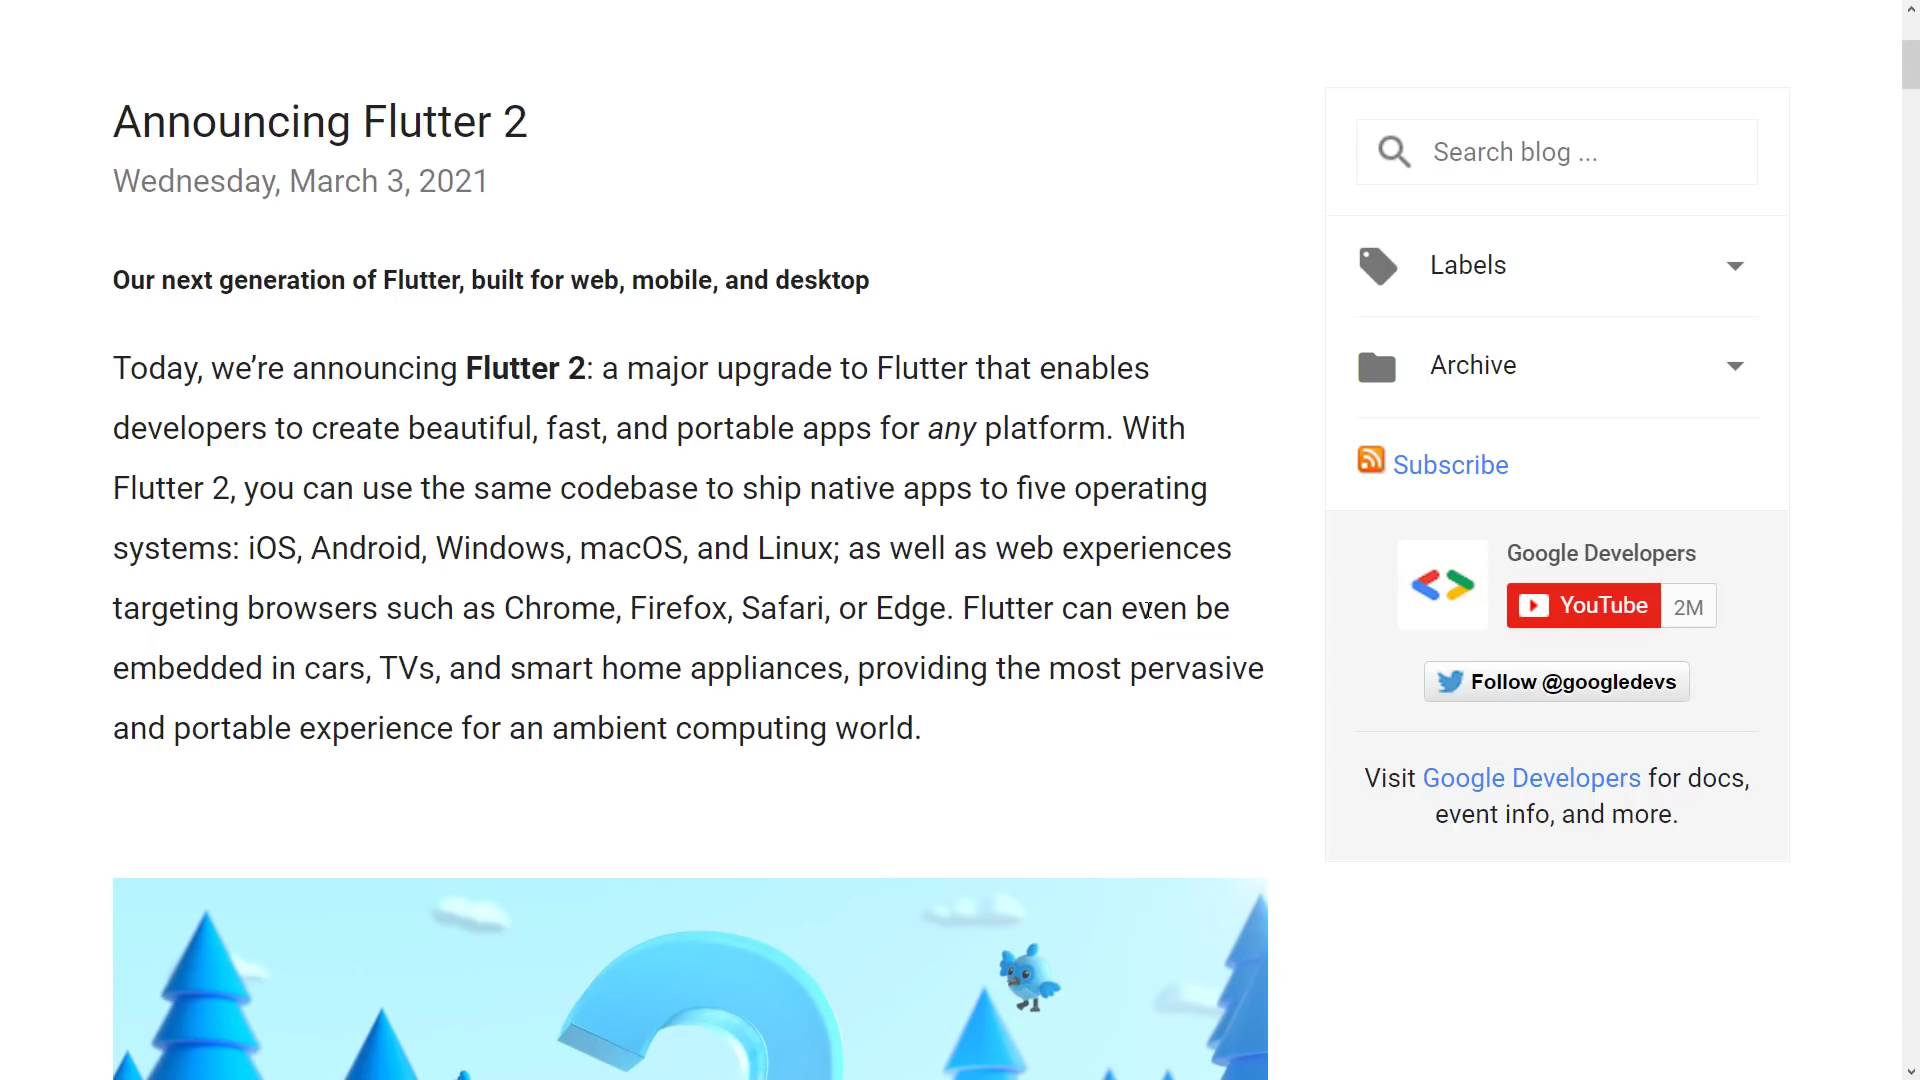 Announcing Flutter 2
Wednesday, March 3, 2021
Our next generation of Flutter, built for web, mobile, and desktop
Today, we’re announcing Flutter 2: a major upgrade to Flutter that enables
developers to create beautiful, fast, and portable apps for any platform. With
Flutter 2, you can use the same codebase to ship native apps to five operating
systems: iOS, Android, Windows, macOS, and Linux; as well as web experiences
targeting browsers such as Chrome, Firefox, Safari, or Edge. Flutter can even be
embedded in cars, TVs, and smart home appliances, providing the most pervasive
and portable experience for an ambient computing world.
Search blog ...
Labels
Archive
Subscribe
Google Developers
YouTube 2M
Follow @googledevs
Visit Google Developers for docs,
event info, and more.